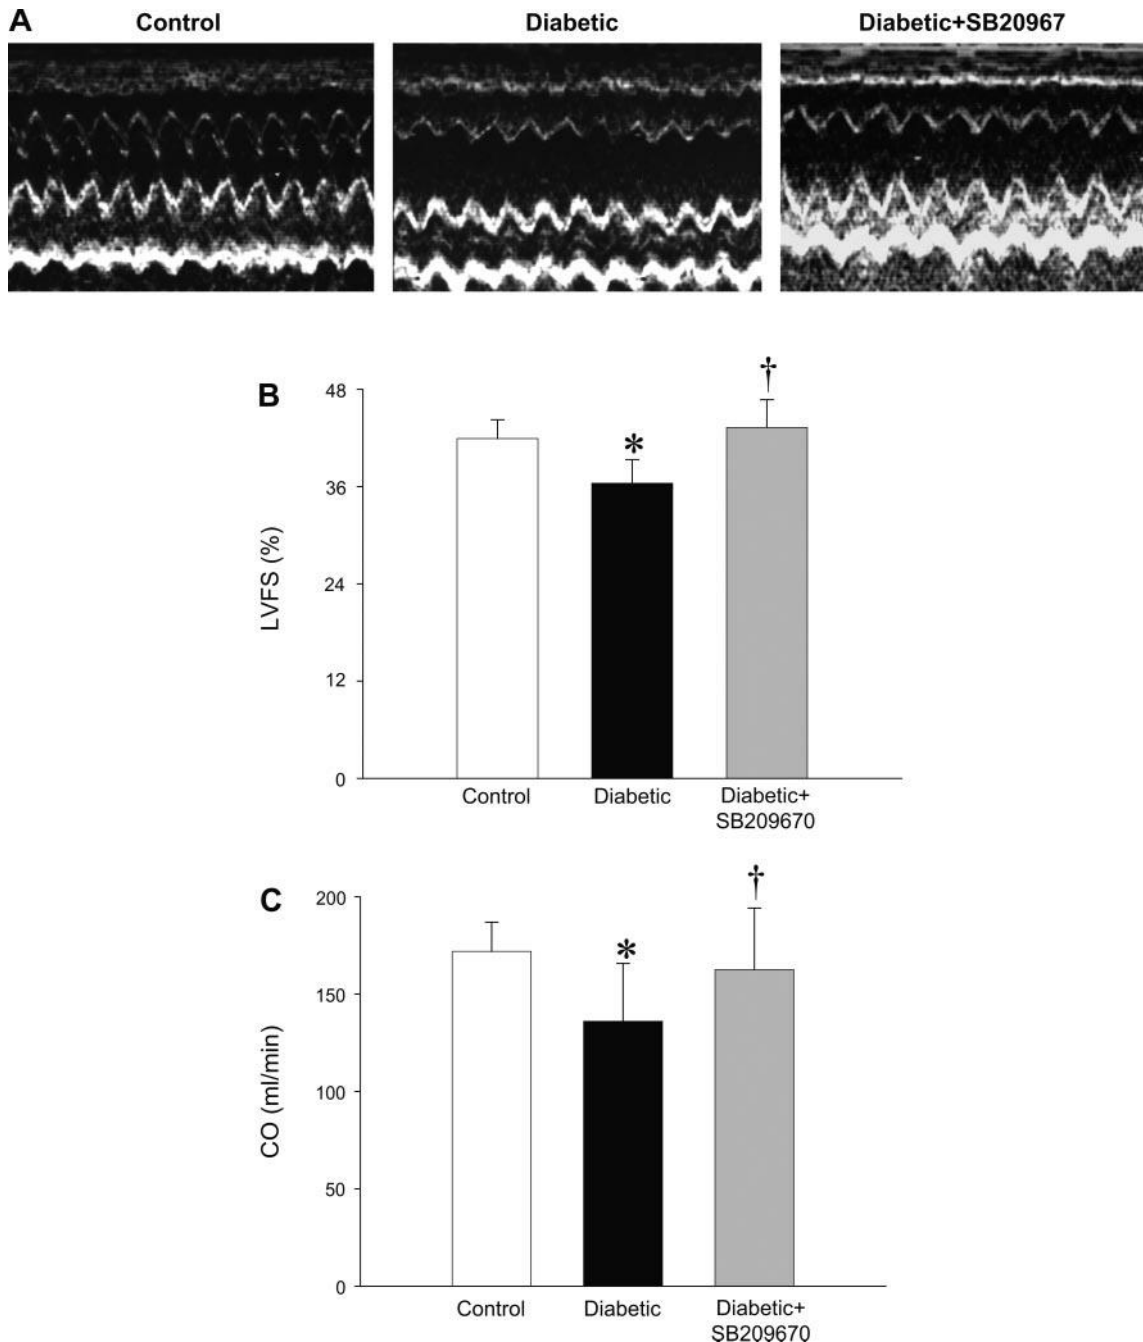 A
Control
Diabetic
Diabetic+SB20967
B
†
48
*
36
LVFS (%)
24
12
0
Control
Diabetic
Diabetic+
SB209670
C
†
200
*
150
CO (ml/min)
100
50
0
Control
Diabetic
Diabetic+
SB209670